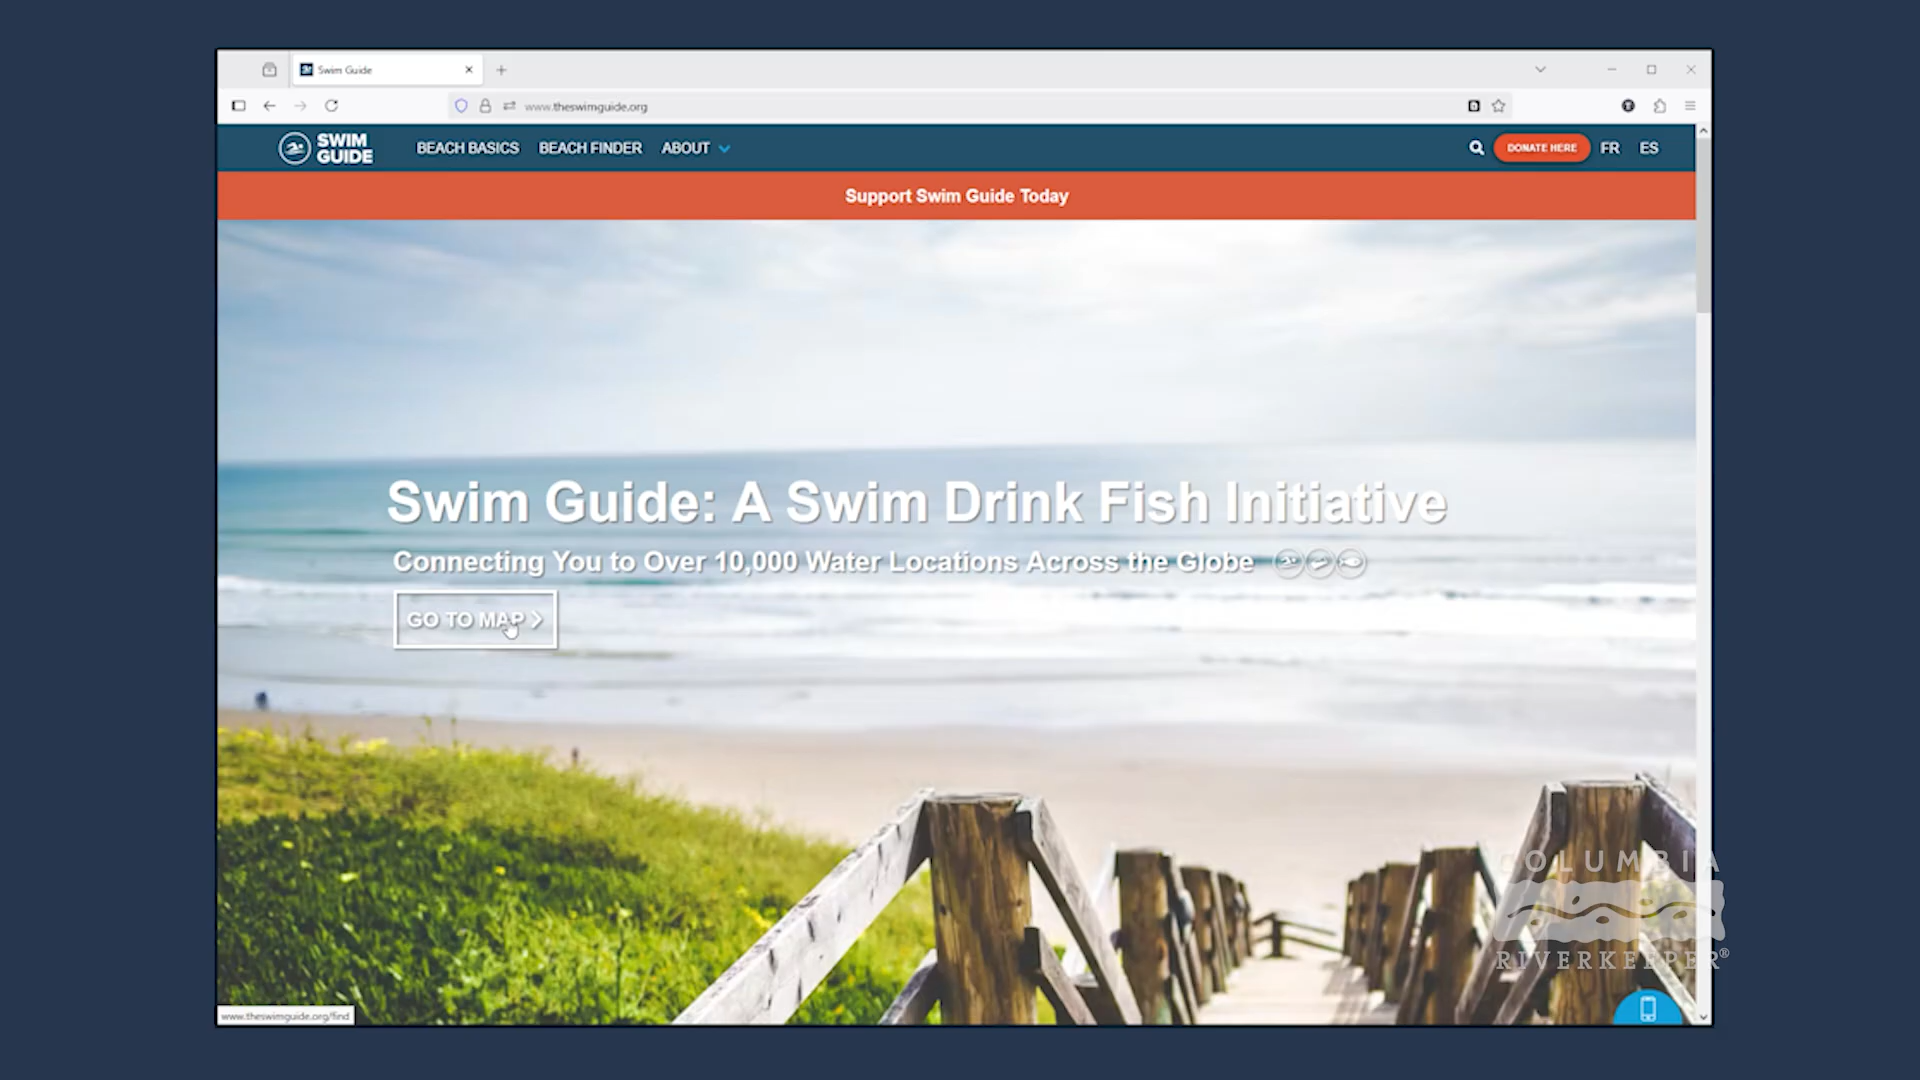 Swim Guide
www.theswimguide.org
SWIM
GUIDE
BEACH BASICS
BEACH FINDER
ABOUT
DONATE HERE
FR
ES
Support Swim Guide Today
Swim Guide: A Swim Drink Fish Initiative
Connecting You to Over 10,000 Water Locations Across the Globe
GO TO MAP
COLUMBIA
RIVERKEEPER®
www.theswimguide.org/find